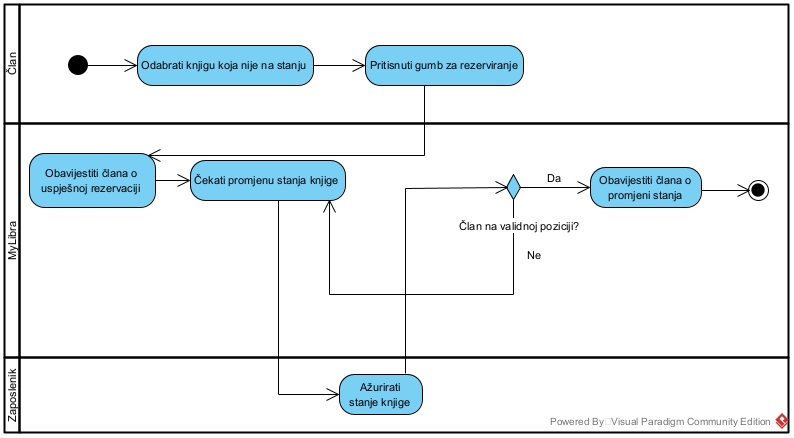 Član
Odabrati knjigu koja nije na stanju
Pritisnuti gumb za rezerviranje
MyLibra
Obavijestiti člana o
uspješnoj rezervaciji
Čekati promjenu stanja knjige
Član na validnoj poziciji?
Da
Ne
Obavijestiti člana o
promjeni stanja
Zaposlenik
Ažurirati
stanje knjige
Powered By Visual Paradigm Community Edition